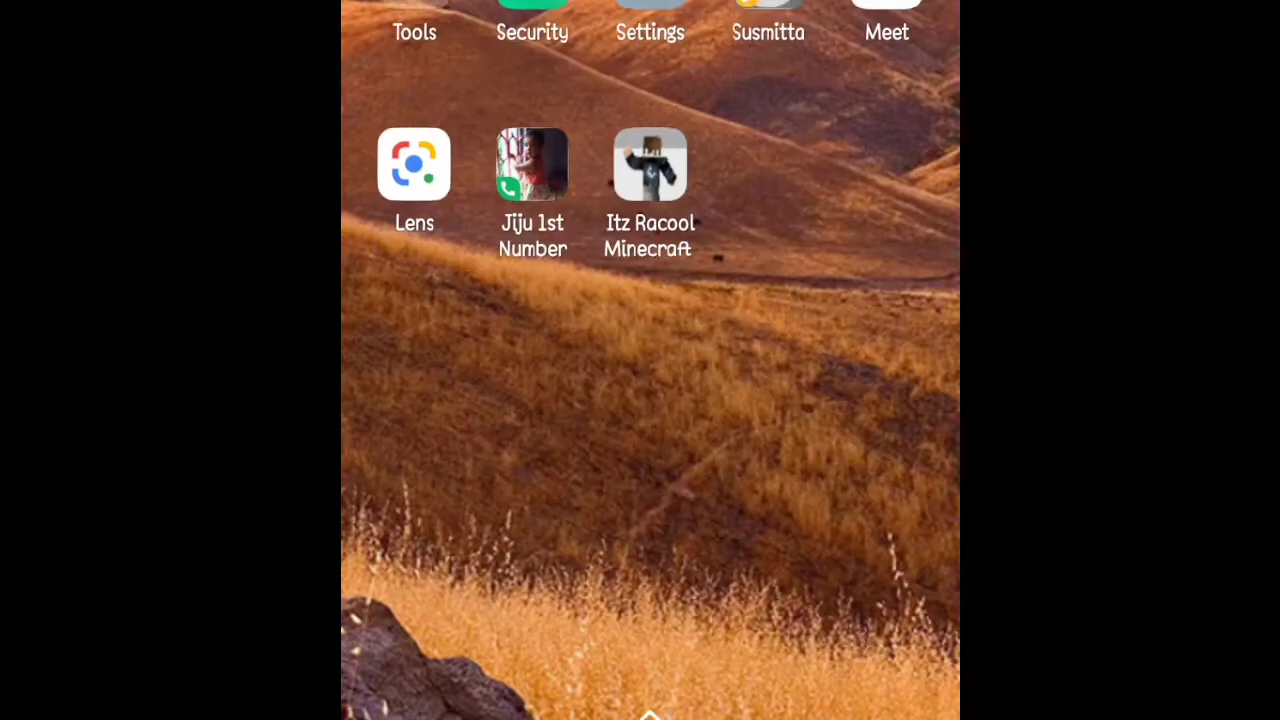 Tools Security Settings Susmitta Meet
Lens Jiju 1st Itz Racool
Number Minecraft